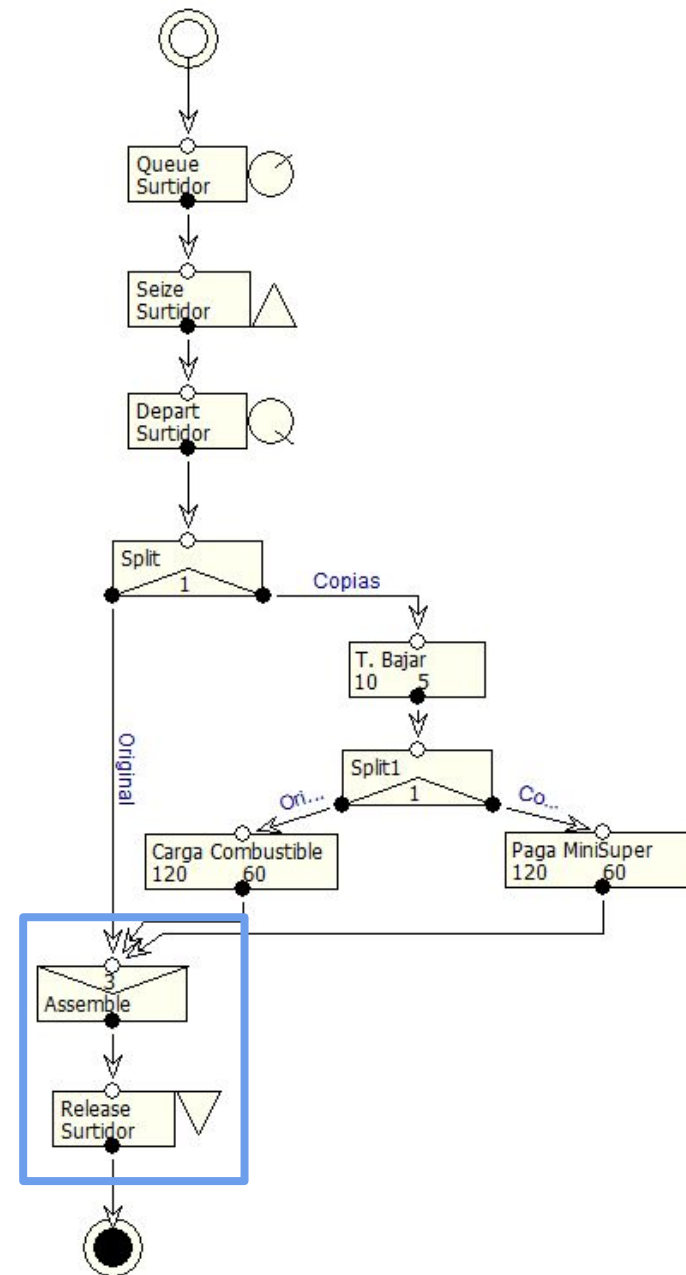 Queue
Surtidor
Seize
Surtidor
Depart
Surtidor
Split
1
Copias
T. Bajar
10 5
Original
Split1
1
Ori...
Co...
Carga Combustible
120 60
Paga MiniSuper
120 60
3
Assemble
Release
Surtidor